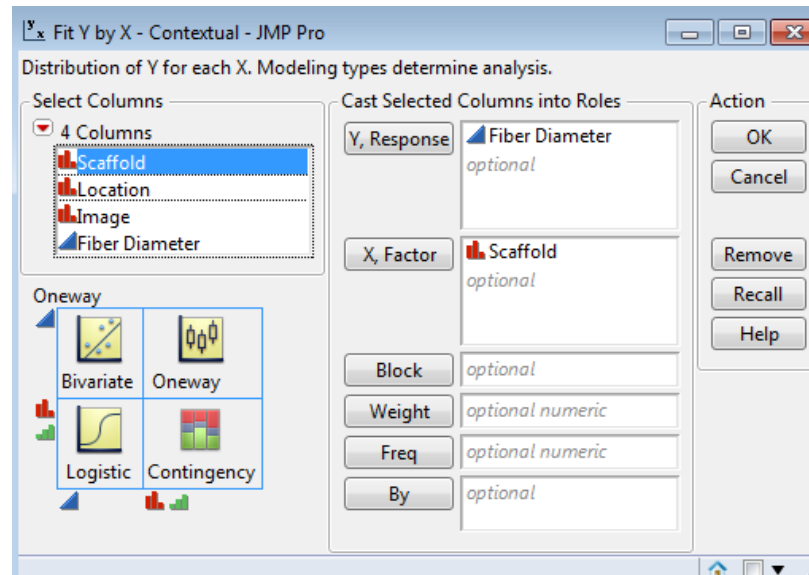 Fit Y by X - Contextual - JMP Pro
Distribution of Y for each X. Modeling types determine analysis.
Select Columns
4 Columns
Scaffold
Location
Image
Fiber Diameter
Oneway
Bivariate Oneway
Logistic Contingency
Cast Selected Columns into Roles
Y, Response Fiber Diameter
optional
X, Factor Scaffold
optional
Block optional
Weight optional numeric
Freq optional numeric
By optional
Action
OK
Cancel
Remove
Recall
Help